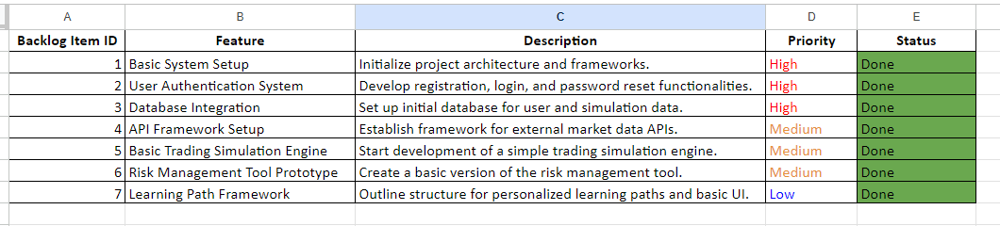 A B C D E
Backlog Item ID Feature Description Priority Status
1 Basic System Setup Initialize project architecture and frameworks. High Done
2 User Authentication System Develop registration, login, and password reset functionalities. High Done
3 Database Integration Set up initial database for user and simulation data. High Done
4 API Framework Setup Establish framework for external market data APIs. Medium Done
5 Basic Trading Simulation Engine Start development of a simple trading simulation engine. Medium Done
6 Risk Management Tool Prototype Create a basic version of the risk management tool. Medium Done
7 Learning Path Framework Outline structure for personalized learning paths and basic UI. Low Done